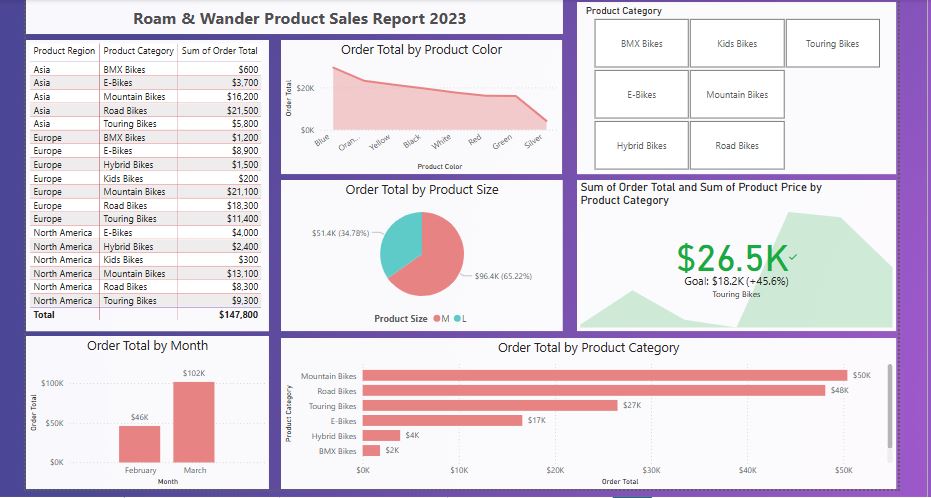 Roam & Wander Product Sales Report 2023
Product Region Product Category Sum of Order Total
Asia BMX Bikes $600
Asia E-Bikes $3,700
Asia Mountain Bikes $16,200
Asia Road Bikes $21,500
Asia Touring Bikes $5,800
Europe BMX Bikes $1,200
Europe E-Bikes $8,900
Europe Hybrid Bikes $1,500
Europe Kids Bikes $200
Europe Mountain Bikes $21,100
Europe Road Bikes $18,300
Europe Touring Bikes $11,400
North America E-Bikes $4,000
North America Hybrid Bikes $2,400
North America Kids Bikes $300
North America Mountain Bikes $13,100
North America Road Bikes $8,300
North America Touring Bikes $9,300
Total $147,800
Order Total by Product Color
Order Total
$20K
$0K
Blue Oran... Yellow Black White Red Green Silver
Product Color
Product Category
BMX Bikes Kids Bikes Touring Bikes
E-Bikes Mountain Bikes
Hybrid Bikes Road Bikes
Order Total by Product Size
$51.4K (34.78%)
$96.4K (65.22%)
Product Size M L
Sum of Order Total and Sum of Product Price by
Product Category
$26.5K
Goal: $18.2K (+45.6%)
Touring Bikes
Order Total by Month
Order Total
$100K
$50K
$0K
$46K
$102K
February March
Month
Order Total by Product Category
Product Category
Mountain Bikes $50K
Road Bikes $48K
Touring Bikes $27K
E-Bikes $17K
Hybrid Bikes $4K
BMX Bikes $2K
$0K $10K $20K $30K $40K $50K
Order Total